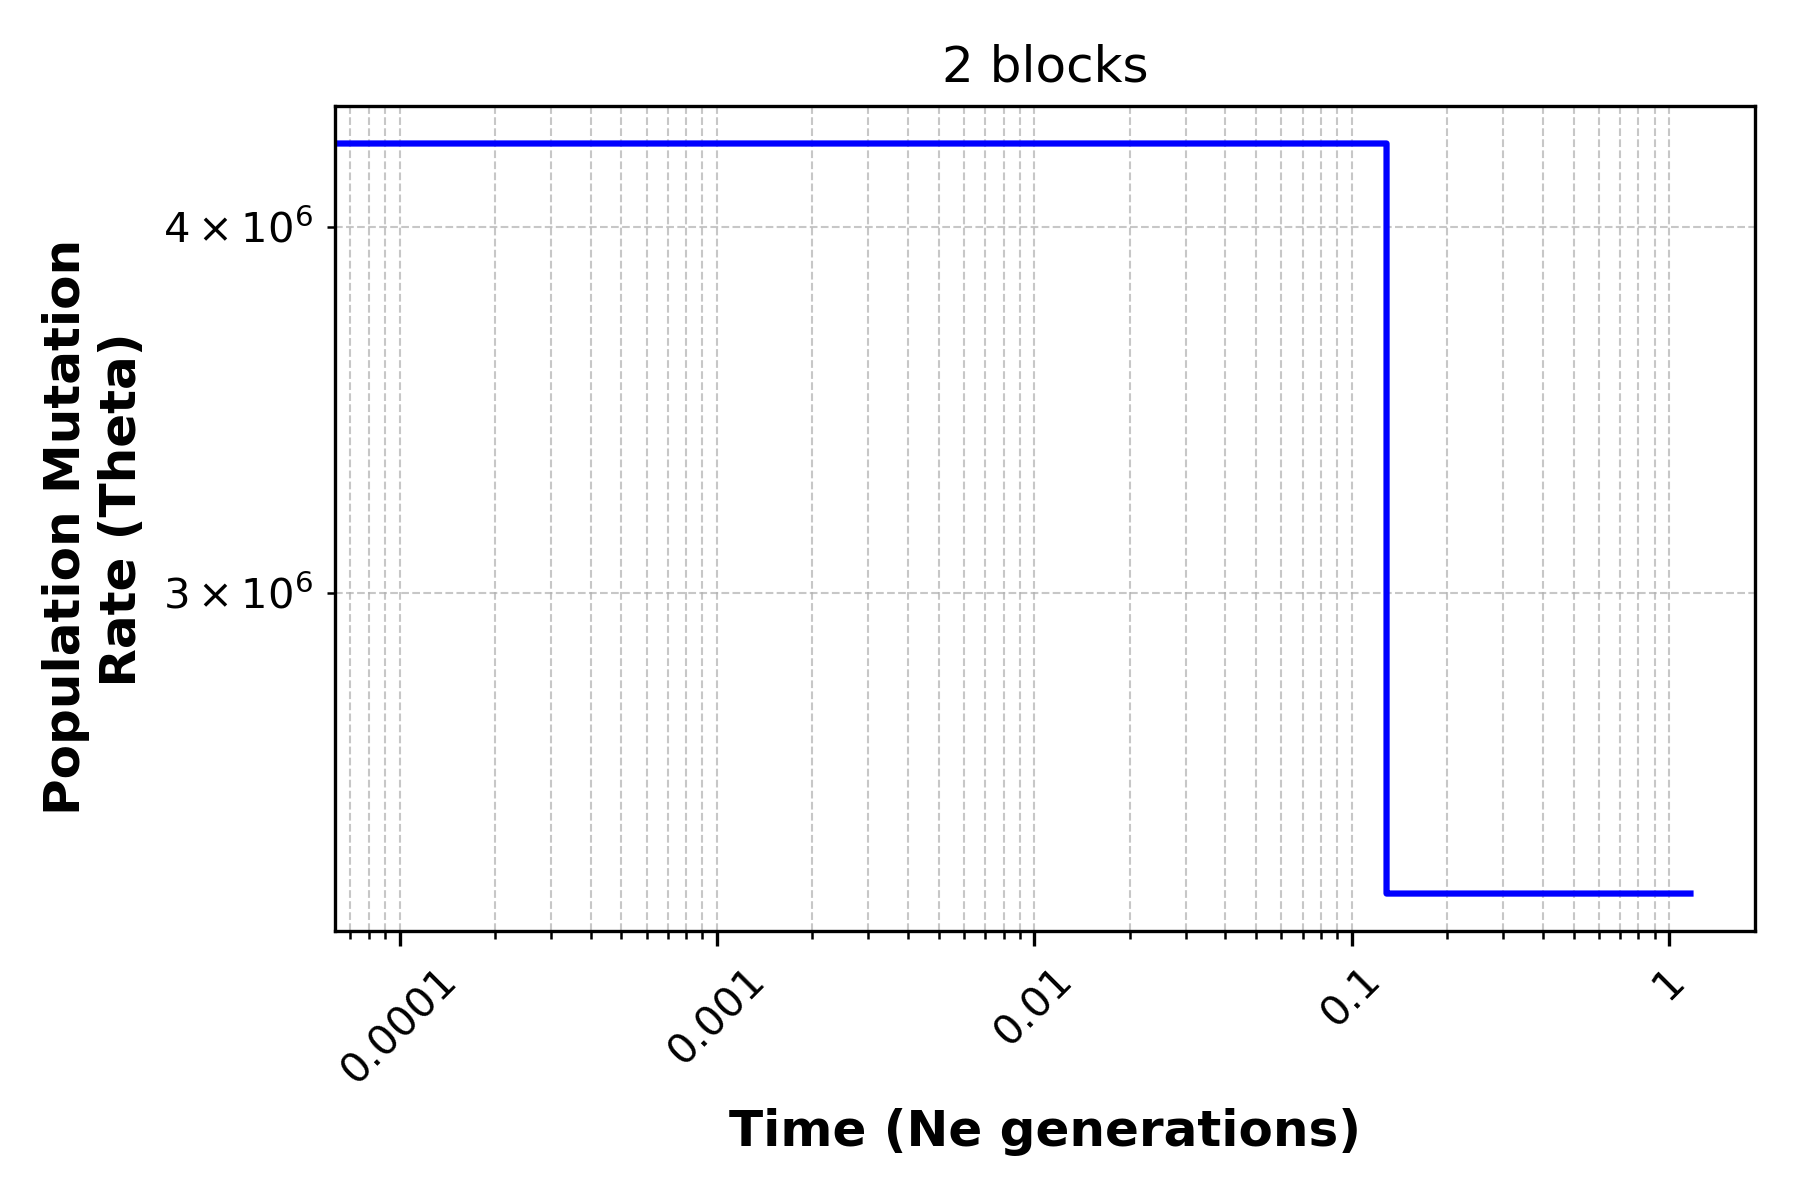 2 blocks
Population Mutation
Rate (Theta)
4 × 10⁶
3 × 10⁶
0.0001
0.001
0.01
0.1
1
Time (Ne generations)